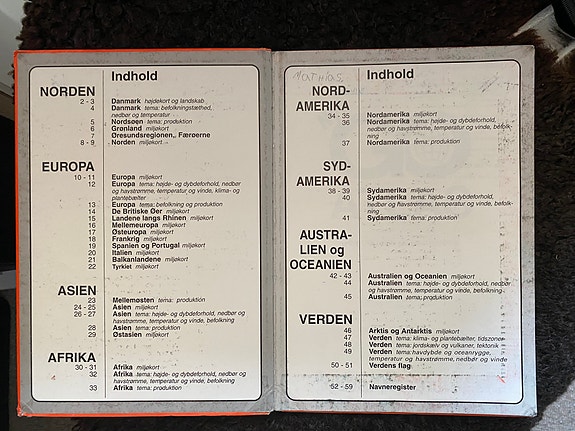 Indhold
NORDEN
2 - 3 Danmark højdekort og landskab
4 Danmark tema: befolkningstæthed,
nedbør og temperatur
5 Nordsøen tema: produktion
6 Grønland miljøkort
7 Øresundsregionen,, Færøerne
8 - 9 Norden miljøkort
EUROPA
10 - 11 Europa miljøkort
12 Europa tema: højde- og dybdeforhold, nedbør
og havstrømme, temperatur og vinde, klima- og
plantebælter
13 Europa tema: befolkning og produktion
14 De Britiske Øer miljøkort
15 Landene langs Rhinen miljøkort
16 Mellemeuropa miljøkort
17 Østeuropa miljøkort
18 Frankrig miljøkort
19 Spanien og Portugal miljøkort
20 Italien miljøkort
21 Balkanlandene miljøkort
22 Tyrkiet miljøkort
ASIEN
23 Mellemøsten tema: produktion
24 - 25 Asien miljøkort
26 - 27 Asien tema: højde- og dybdeforhold, nedbør og
havstrømme, temperatur og vinde, befolkning
28 Asien tema: produktion
29 Østasien miljøkort
AFRIKA
30 - 31 Afrika miljøkort
32 Afrika tema: højde- og dybdeforhold, nedbør og
havstrømme, temperatur og vinde, befolkning
33 Afrika tema: produktion
MATHIAS
Indhold
NORD-
AMERIKA
34 - 35 Nordamerika miljøkort
36 Nordamerika tema: højde- og dybdeforhold,
nedbør og havstrømme, temperatur og vinde, befolk-
ning
37 Nordamerika tema: produktion
SYD-
AMERIKA
38 - 39 Sydamerika miljøkort
40 Sydamerika tema: højde- og dybdeforhold,
nedbør og havstrømme, temperatur og vinde, befolk-
ning
41 Sydamerika tema: produktion
AUSTRA-
LIEN og
OCEANIEN
42 - 43 Australien og Oceanien miljøkort
44 Australien tema: højde- og dybdeforhold, nedbør
og havstrømme, temperatur og vinde, befolkning
45 Australien tema: produktion
VERDEN
46 Arktis og Antarktis miljøkort
47 Verden tema: klima- og plantebælter, tidszoner
48 Verden tema: jordskælv og vulkaner, tektonik
49 Verden tema: havdybde og oceanrygge,
temperatur og havstrømme, nedbør og vinde
50 - 51 Verdens flag
52 - 59 Navneregister